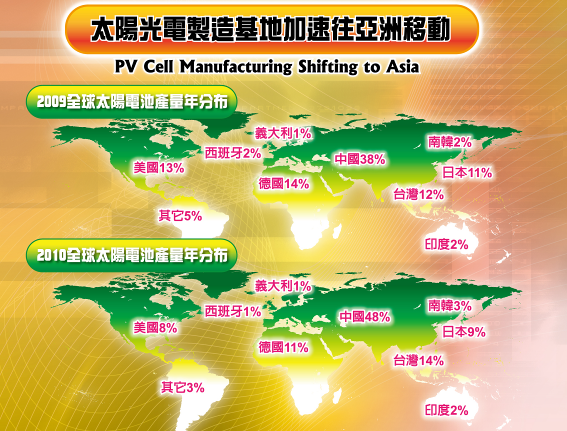 太陽光電製造基地加速往亞洲移動
PV Cell Manufacturing Shifting to Asia
2009全球太陽電池產量年分布
義大利1%
南韓2%
西班牙2%
中國38%
美國13%
日本11%
德國14%
台灣12%
其它5%
印度2%
2010全球太陽電池產量年分布
義大利1%
南韓3%
西班牙1%
中國48%
美國8%
日本9%
德國11%
台灣14%
其它3%
印度2%